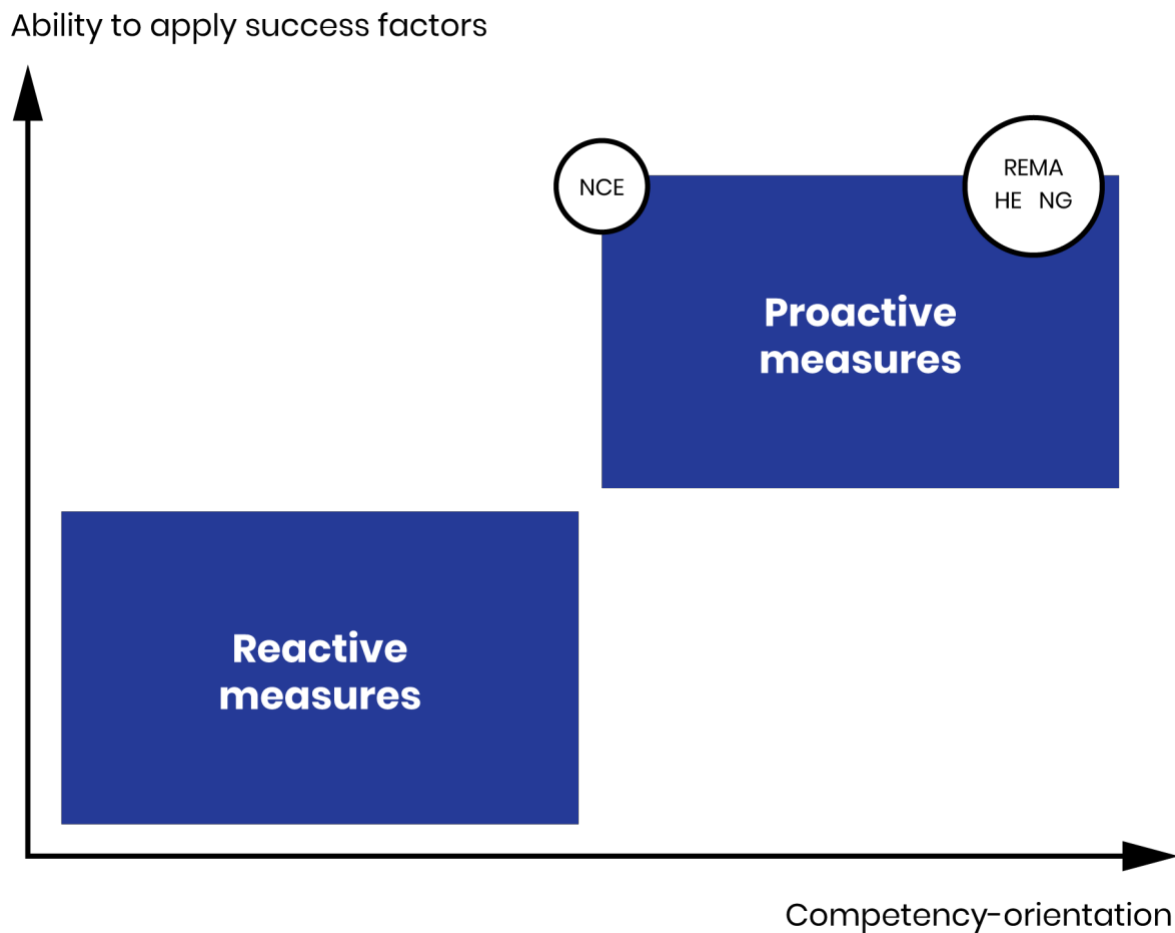 Ability to apply success factors
NCE
REMA
HE NG
Proactive
measures
Reactive
measures
Competency-orientation